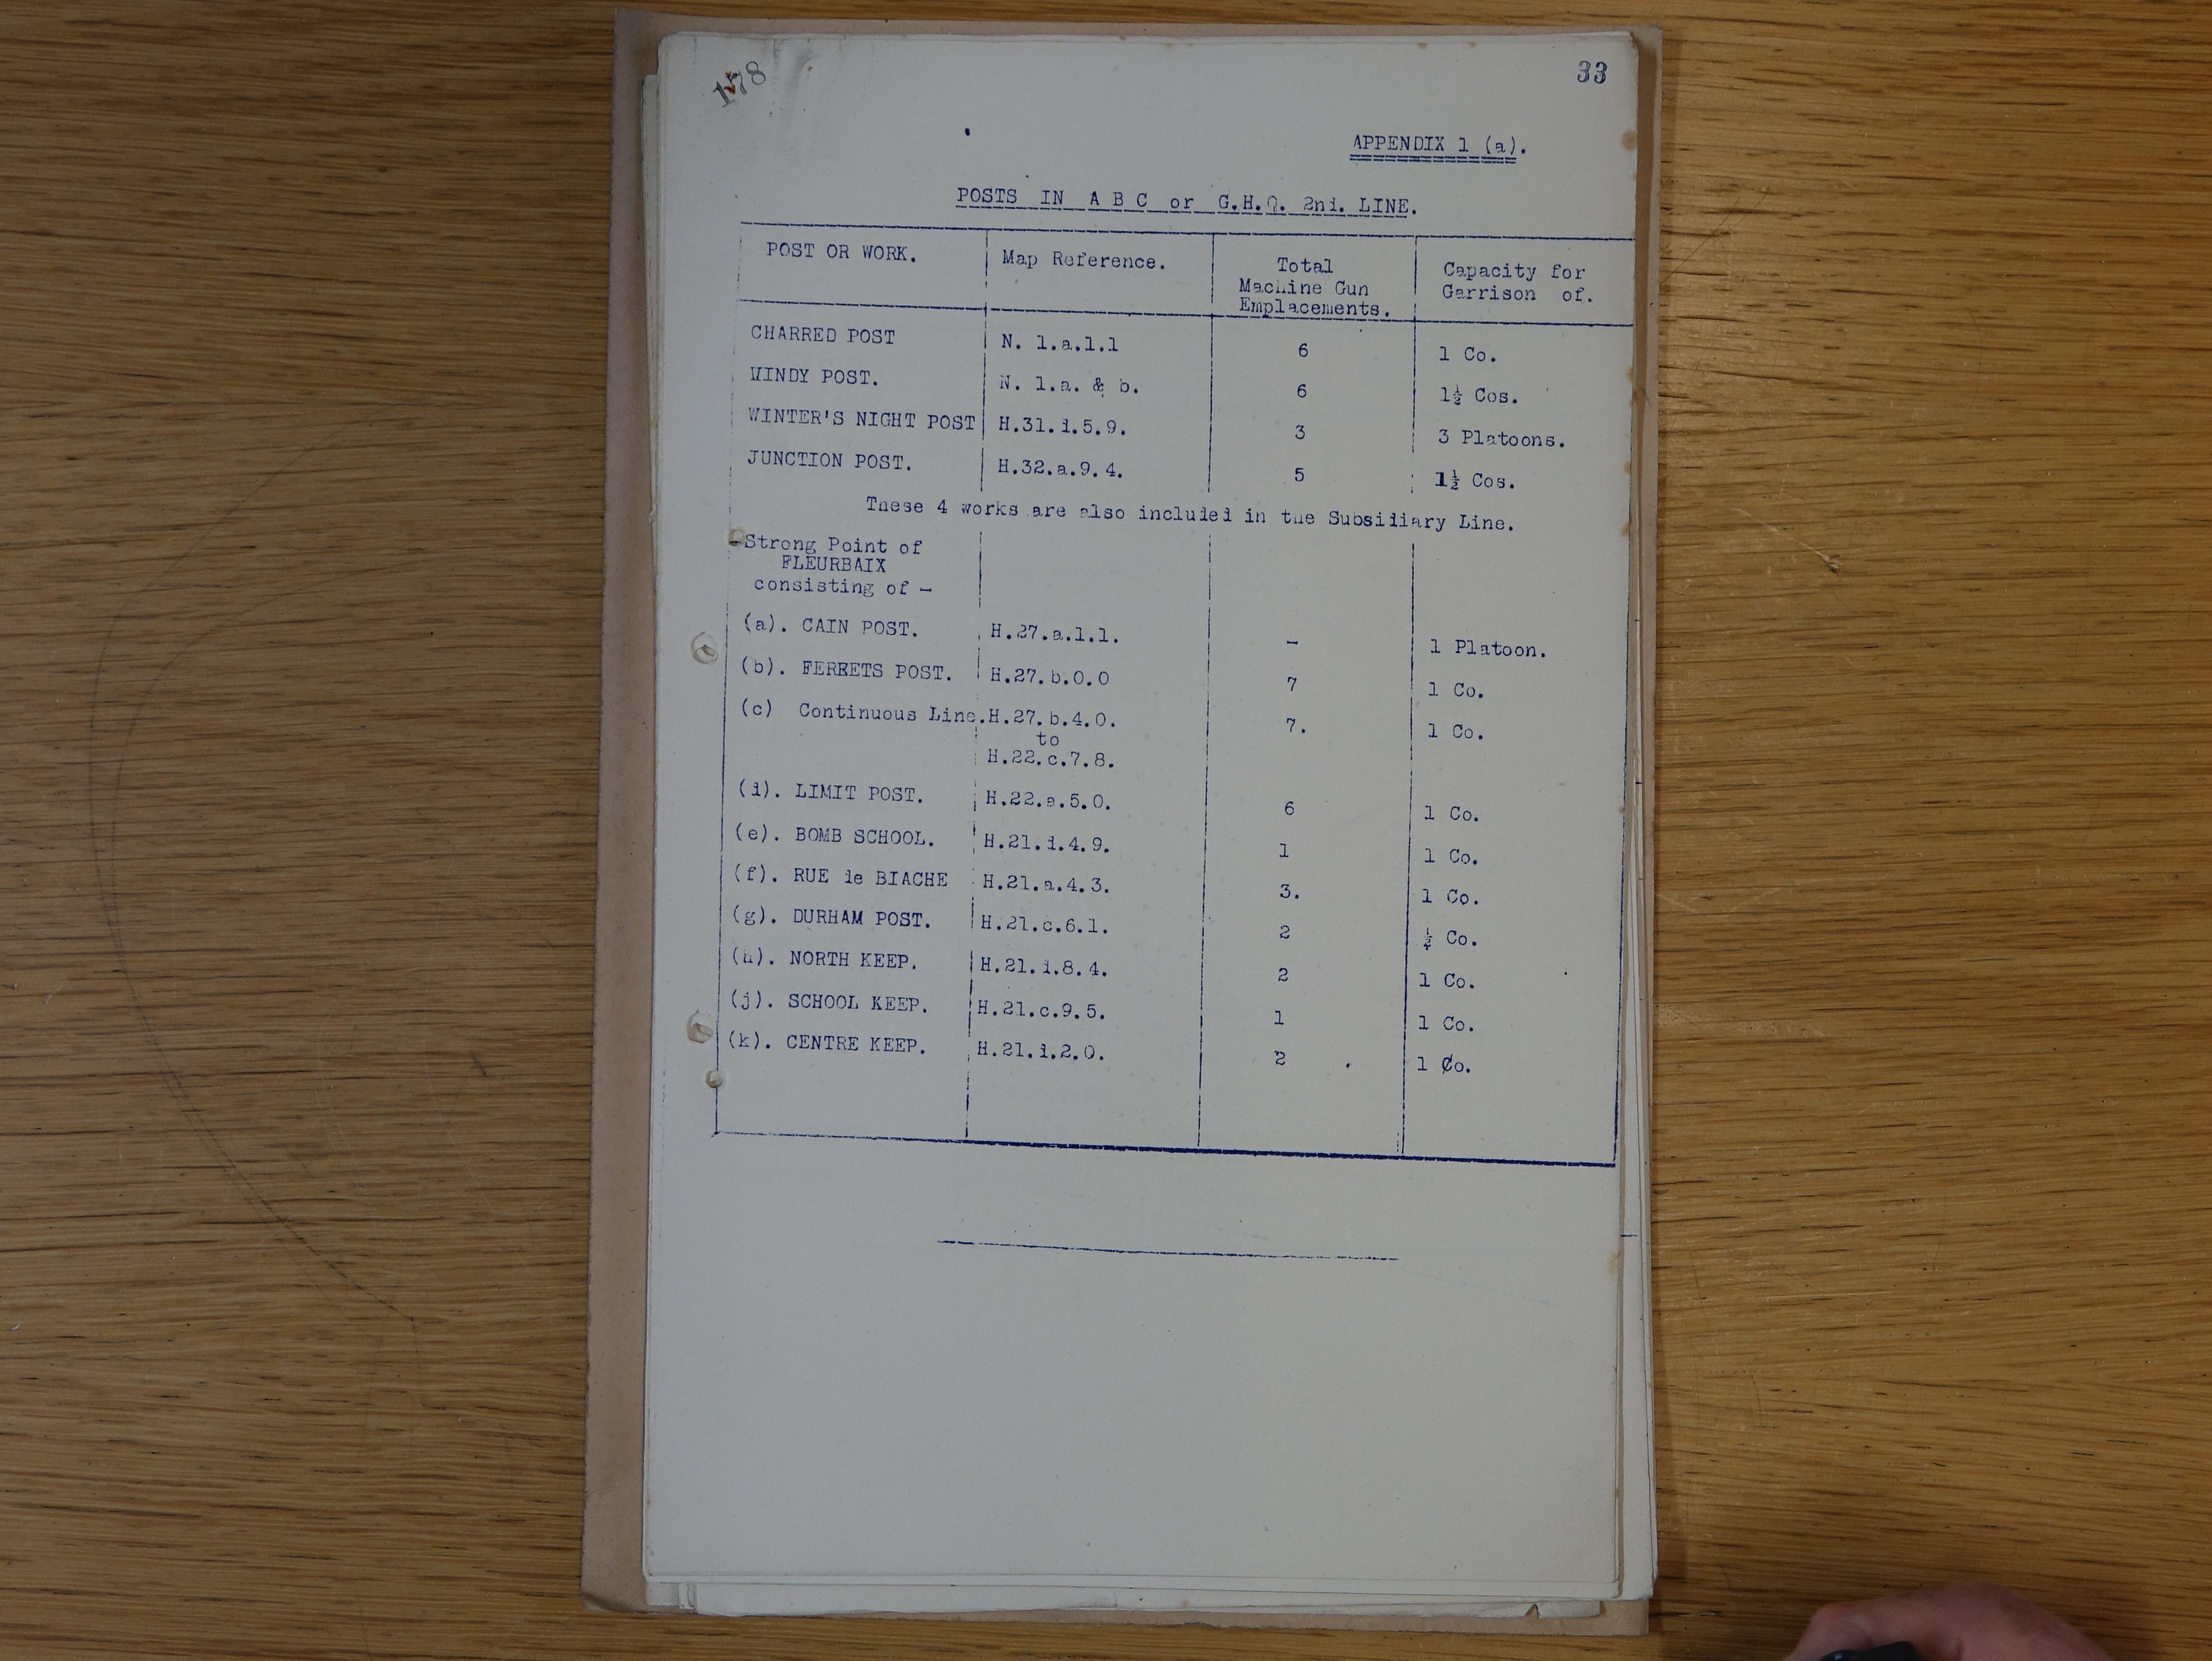 178
33
APPENDIX 1 (a).
POSTS IN A B C or G.H.Q. 2nd. LINE.
POST OR WORK. Map Reference. Total Machine Gun Emplacements. Capacity for Garrison of.
CHARRED POST N. 1.a.1.1 6 1 Co.
WINDY POST. N. 1.a. & b. 6 1½ Cos.
WINTER'S NIGHT POST H.31.d.5.9. 3 3 Platoons.
JUNCTION POST. H.32.a.9.4. 5 1½ Cos.
These 4 works are also included in the Subsidiary Line.
Strong Point of
FLEURBAIX
consisting of -
(a). CAIN POST. H.27.a.1.1. - 1 Platoon.
(b). FERRETS POST. H.27.b.0.0 7 1 Co.
(c) Continuous Line. H.27.b.4.0. 7. 1 Co.
to
H.22.c.7.8.
(d). LIMIT POST. H.22.a.5.0. 6 1 Co.
(e). BOMB SCHOOL. H.21.d.4.9. 1 1 Co.
(f). RUE de BIACHE H.21.a.4.3. 3. 1 Co.
(g). DURHAM POST. H.21.c.6.1. 2 ½ Co.
(h). NORTH KEEP. H.21.d.8.4. 2 1 Co.
(j). SCHOOL KEEP. H.21.c.9.5. 1 1 Co.
(k). CENTRE KEEP. H.21.d.2.0. 2 1 Co.